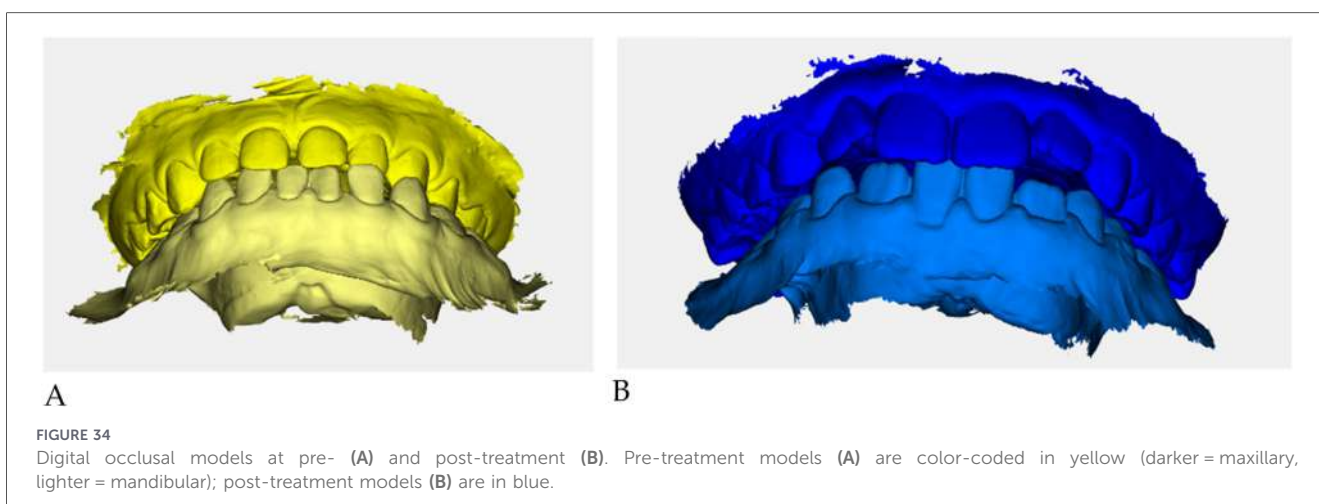 A
B
FIGURE 34
Digital occlusal models at pre- (A) and post-treatment (B). Pre-treatment models (A) are color-coded in yellow (darker = maxillary,
lighter = mandibular); post-treatment models (B) are in blue.